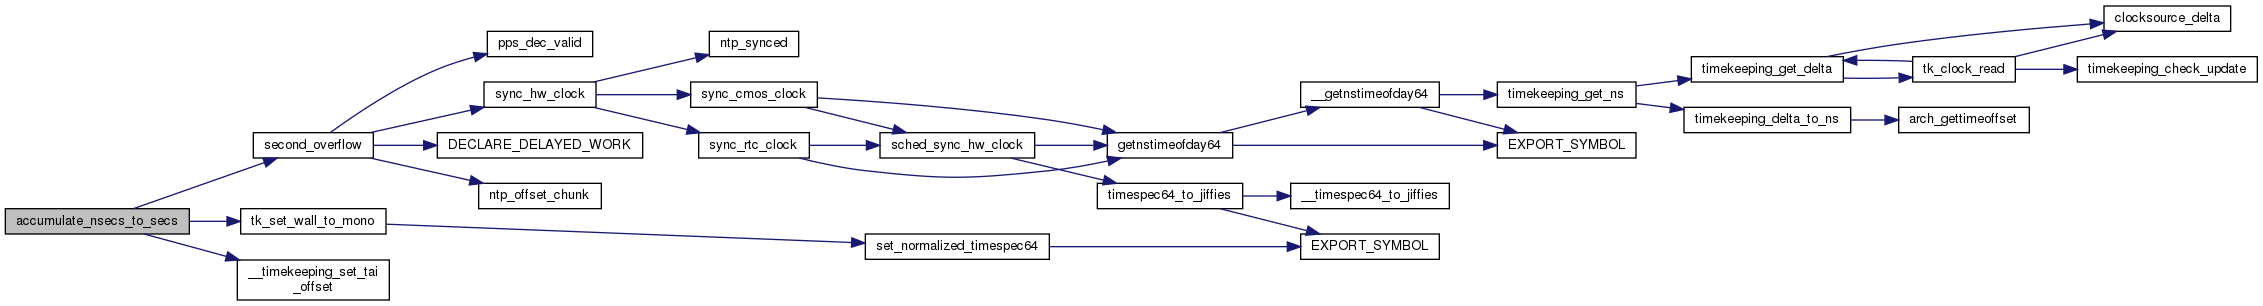 clocksource_delta
pps_dec_valid
ntp_synced
timekeeping_get_delta
tk_clock_read
timekeeping_check_update
sync_hw_clock
sync_cmos_clock
__getnstimeofday64
timekeeping_get_ns
timekeeping_delta_to_ns
arch_gettimeoffset
second_overflow
DECLARE_DELAYED_WORK
sync_rtc_clock
sched_sync_hw_clock
getnstimeofday64
EXPORT_SYMBOL
ntp_offset_chunk
timespec64_to_jiffies
__timespec64_to_jiffies
accumulate_nsecs_to_secs
tk_set_wall_to_mono
set_normalized_timespec64
EXPORT_SYMBOL
__timekeeping_set_tai
_offset